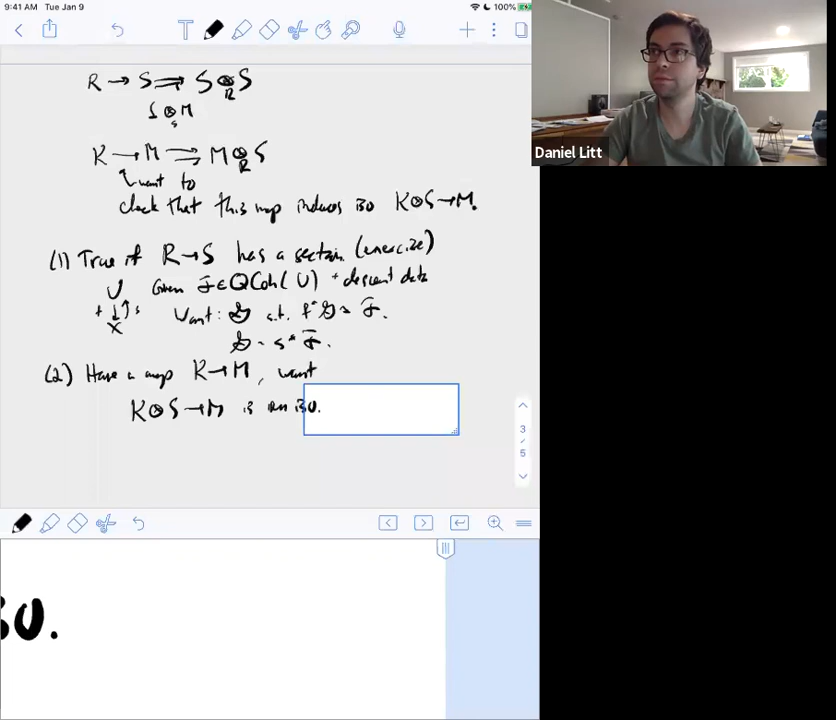 9:41 AM Tue Jan 9
100%
R → S ⇉ S ⊗_R S
S ⊗_S M
K → M ⇉ M ⊗_R S
want to
check that this map induces iso K⊗S→M.
(1) True if R→S has a section (exercise)
U Given F ∈ QCoh(U) + descent data
f ↓ ↑ s
X Want: G s.t. f*G ≃ F.
G = s*F.
(2) Have a map K→M, want
K⊗S→M is an iso.
3
/
5
SO.
Daniel Litt